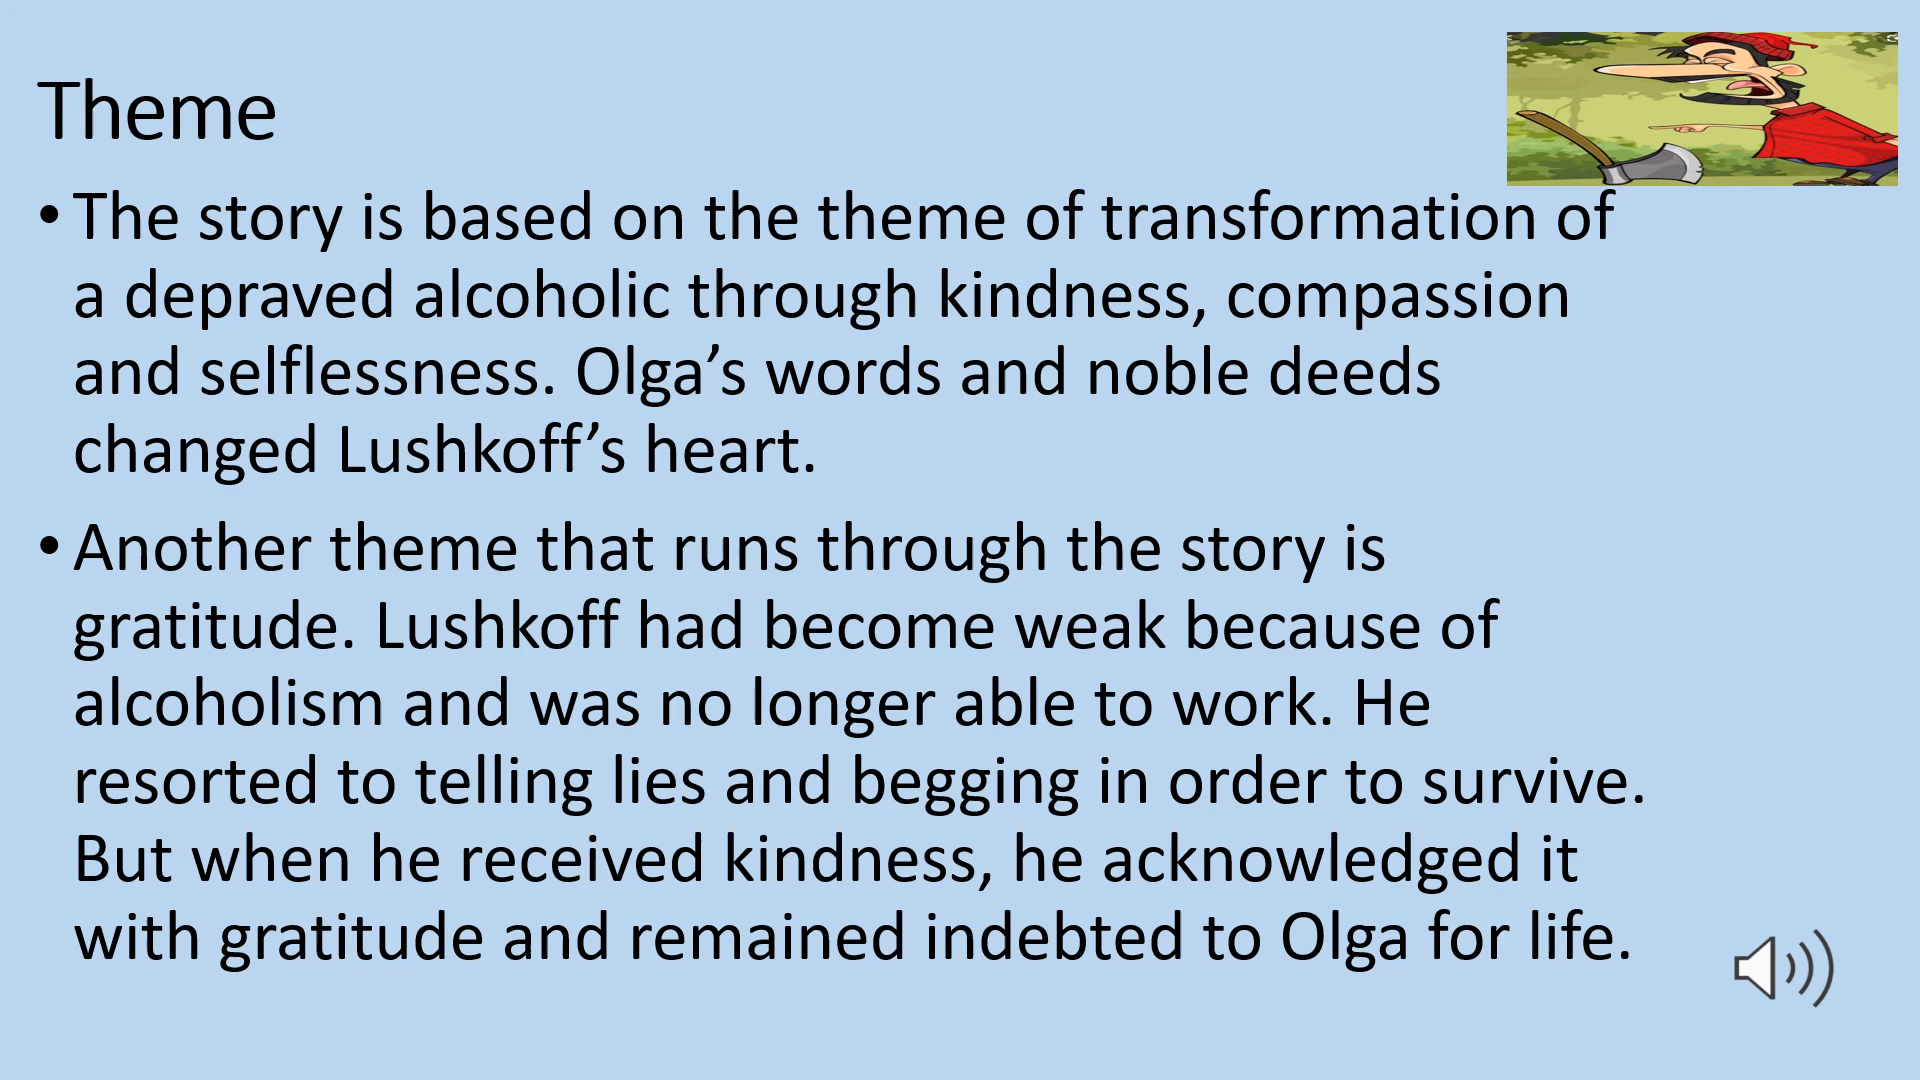 Theme
• The story is based on the theme of transformation of
a depraved alcoholic through kindness, compassion
and selflessness. Olga’s words and noble deeds
changed Lushkoff’s heart.
• Another theme that runs through the story is
gratitude. Lushkoff had become weak because of
alcoholism and was no longer able to work. He
resorted to telling lies and begging in order to survive.
But when he received kindness, he acknowledged it
with gratitude and remained indebted to Olga for life.